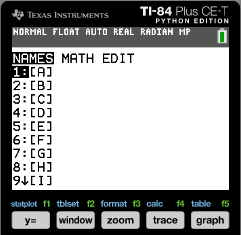 TEXAS INSTRUMENTS TI-84 Plus CE-T
PYTHON EDITION
NORMAL FLOAT AUTO REAL RADIAN MP
NAMES MATH EDIT
1:[A]
2:[B]
3:[C]
4:[D]
5:[E]
6:[F]
7:[G]
8:[H]
9↓[I]
statplot f1 tblset f2 format f3 calc f4 table f5
y= window zoom trace graph